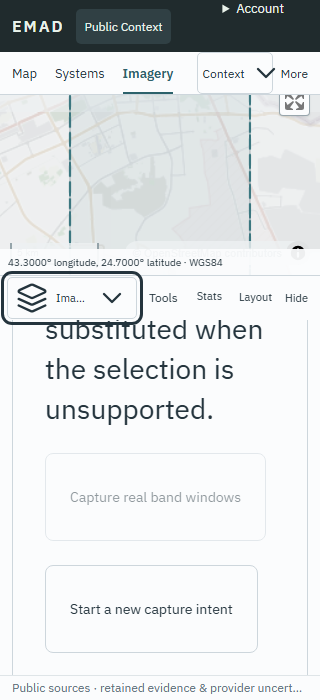 Account
EMAD Public Context
Map Systems Imagery Context More
43.3000° longitude, 24.7000° latitude · WGS84
Ima... Tools Stats Layout Hide
substituted when
the selection is
unsupported.
Capture real band windows
Start a new capture intent
Public sources · retained evidence & provider uncert...